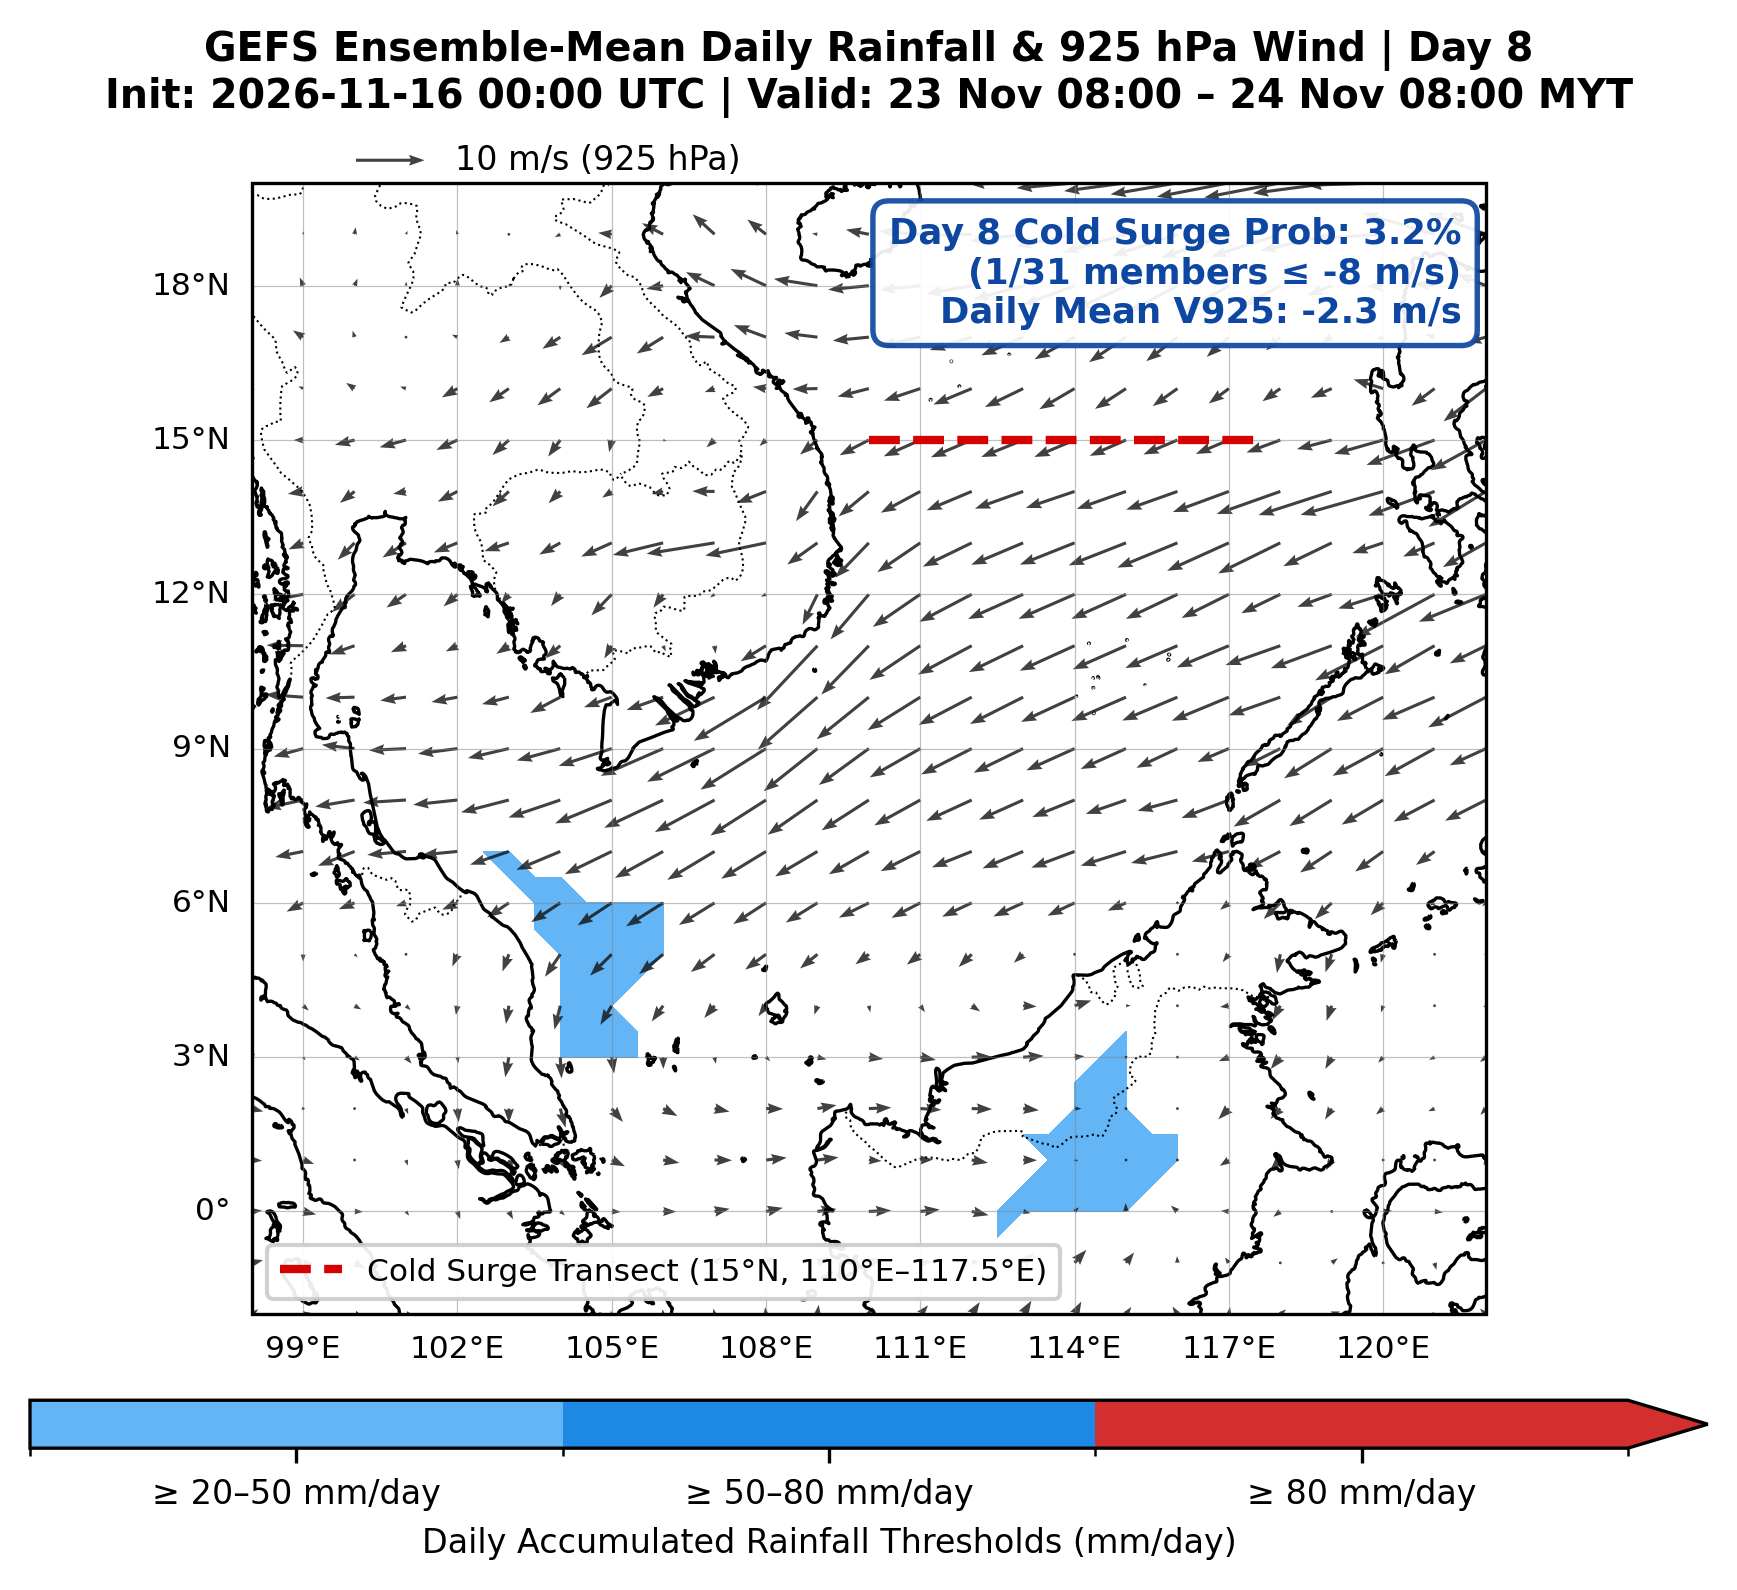 GEFS Ensemble-Mean Daily Rainfall & 925 hPa Wind | Day 8
Init: 2026-11-16 00:00 UTC | Valid: 23 Nov 08:00 – 24 Nov 08:00 MYT
10 m/s (925 hPa)
Day 8 Cold Surge Prob: 3.2%
(1/31 members ≤ -8 m/s)
Daily Mean V925: -2.3 m/s
18°N
15°N
12°N
9°N
6°N
3°N
0°
Cold Surge Transect (15°N, 110°E–117.5°E)
99°E 102°E 105°E 108°E 111°E 114°E 117°E 120°E
≥ 20–50 mm/day ≥ 50–80 mm/day ≥ 80 mm/day
Daily Accumulated Rainfall Thresholds (mm/day)